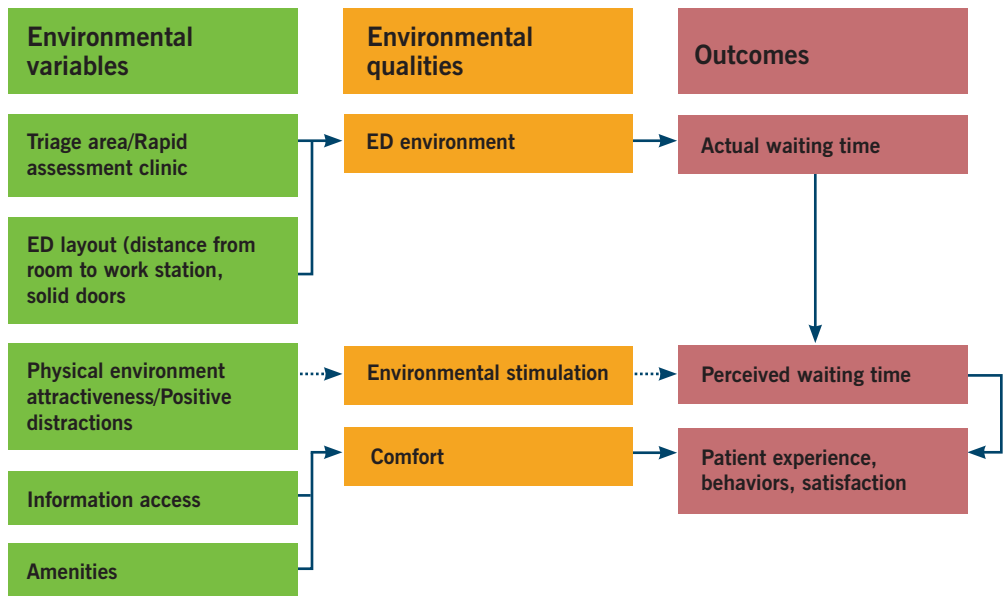 Environmental
variables
Environmental
qualities
Outcomes
Triage area/Rapid
assessment clinic
ED environment
Actual waiting time
ED layout (distance from
room to work station,
solid doors
Physical environment
attractiveness/Positive
distractions
Environmental stimulation
Perceived waiting time
Comfort
Patient experience,
behaviors, satisfaction
Information access
Amenities